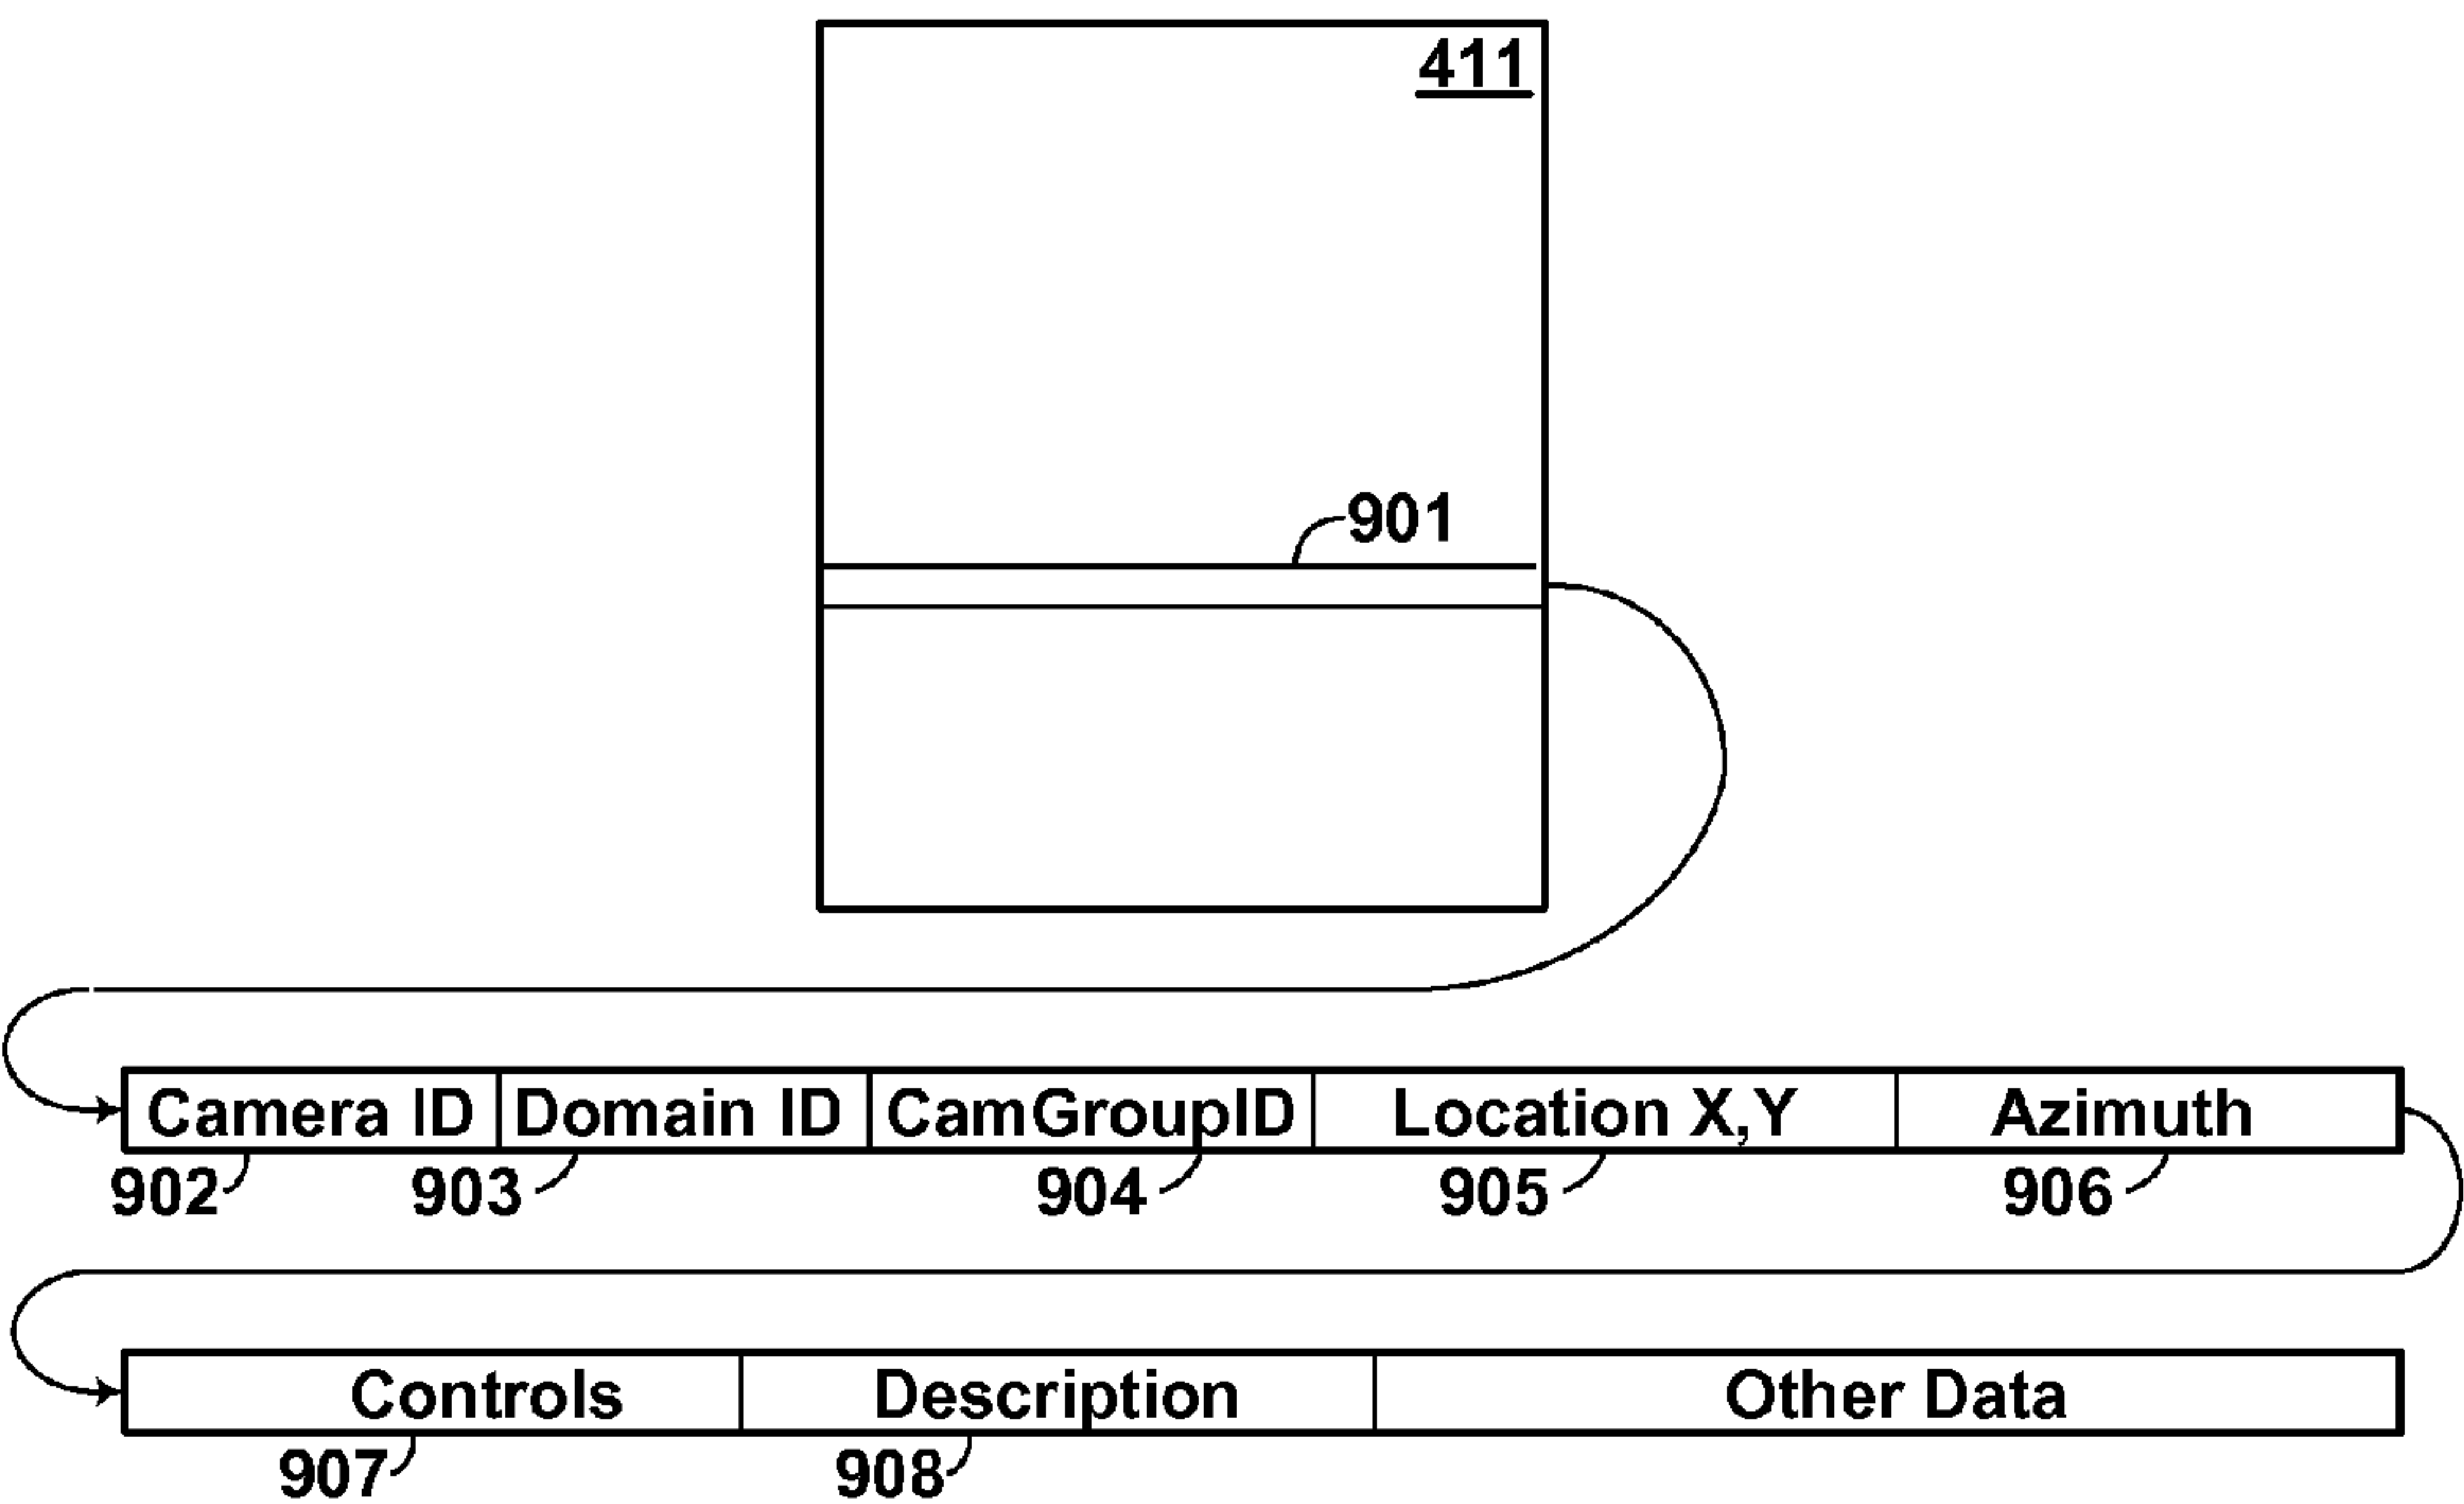 411
901
Camera ID Domain ID CamGroupID Location X,Y Azimuth
902 903 904 905 906
Controls Description Other Data
907 908